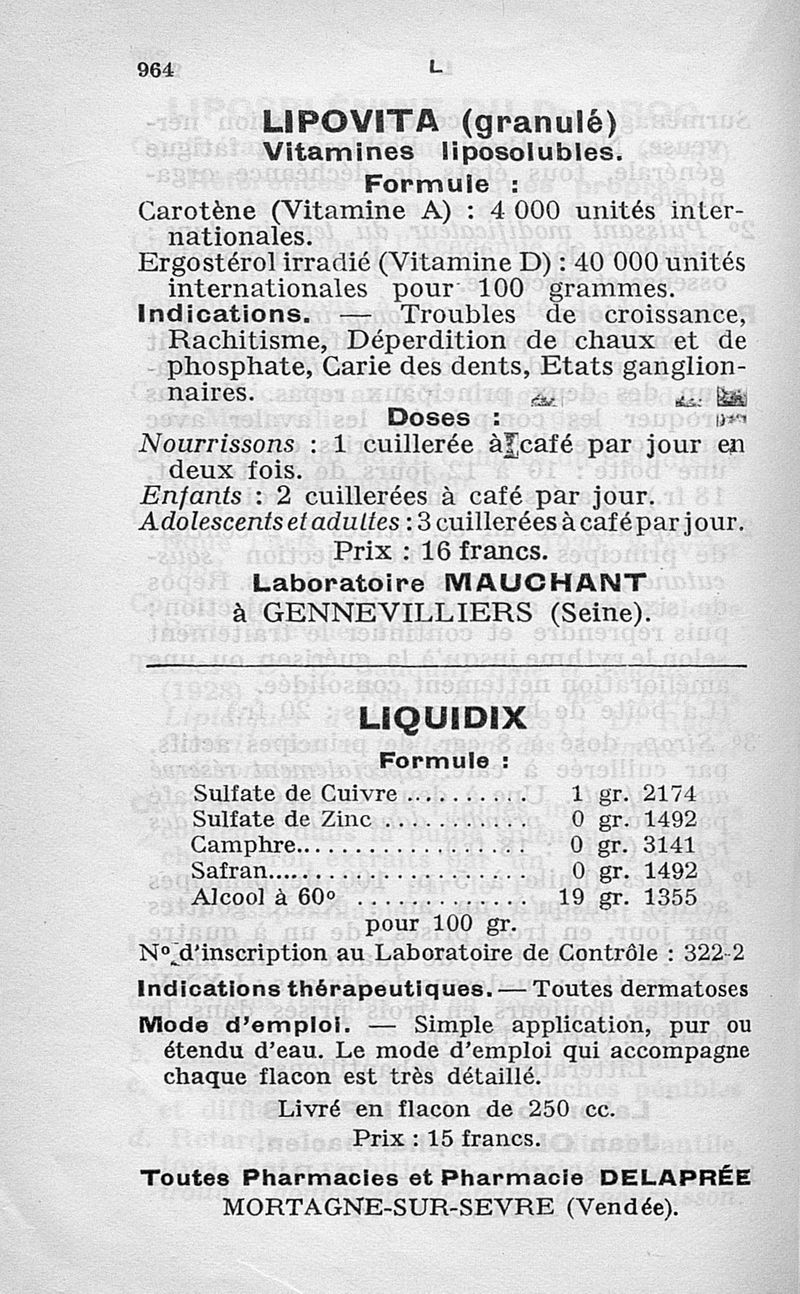 964
L
LIPOVITA (granulé)
Vitamines liposolubles.
Formule :
Carotène (Vitamine A) : 4 000 unités inter-
nationales.
Ergostérol irradié (Vitamine D) : 40 000 unités
internationales pour 100 grammes.
Indications. — Troubles de croissance,
Rachitisme, Déperdition de chaux et de
phosphate, Carie des dents, Etats ganglion-
naires.
Doses :
Nourrissons : 1 cuillerée à café par jour en
deux fois.
Enfants : 2 cuillerées à café par jour.
Adolescents et adultes : 3 cuillerées à café par jour.
Prix : 16 francs.
Laboratoire MAUCHANT
à GENNEVILLIERS (Seine).
LIQUIDIX
Formule :
Sulfate de Cuivre .......... 1 gr. 2174
Sulfate de Zinc ........... 0 gr. 1492
Camphre................. 0 gr. 3141
Safran................... 0 gr. 1492
Alcool à 60º ............. 19 gr. 1355
pour 100 gr.
Nº d'inscription au Laboratoire de Contrôle : 322-2
Indications thérapeutiques. — Toutes dermatoses
Mode d'emploi. — Simple application, pur ou
étendu d'eau. Le mode d'emploi qui accompagne
chaque flacon est très détaillé.
Livré en flacon de 250 cc.
Prix : 15 francs.
Toutes Pharmacies et Pharmacie DELAPRÉE
MORTAGNE-SUR-SEVRE (Vendée).